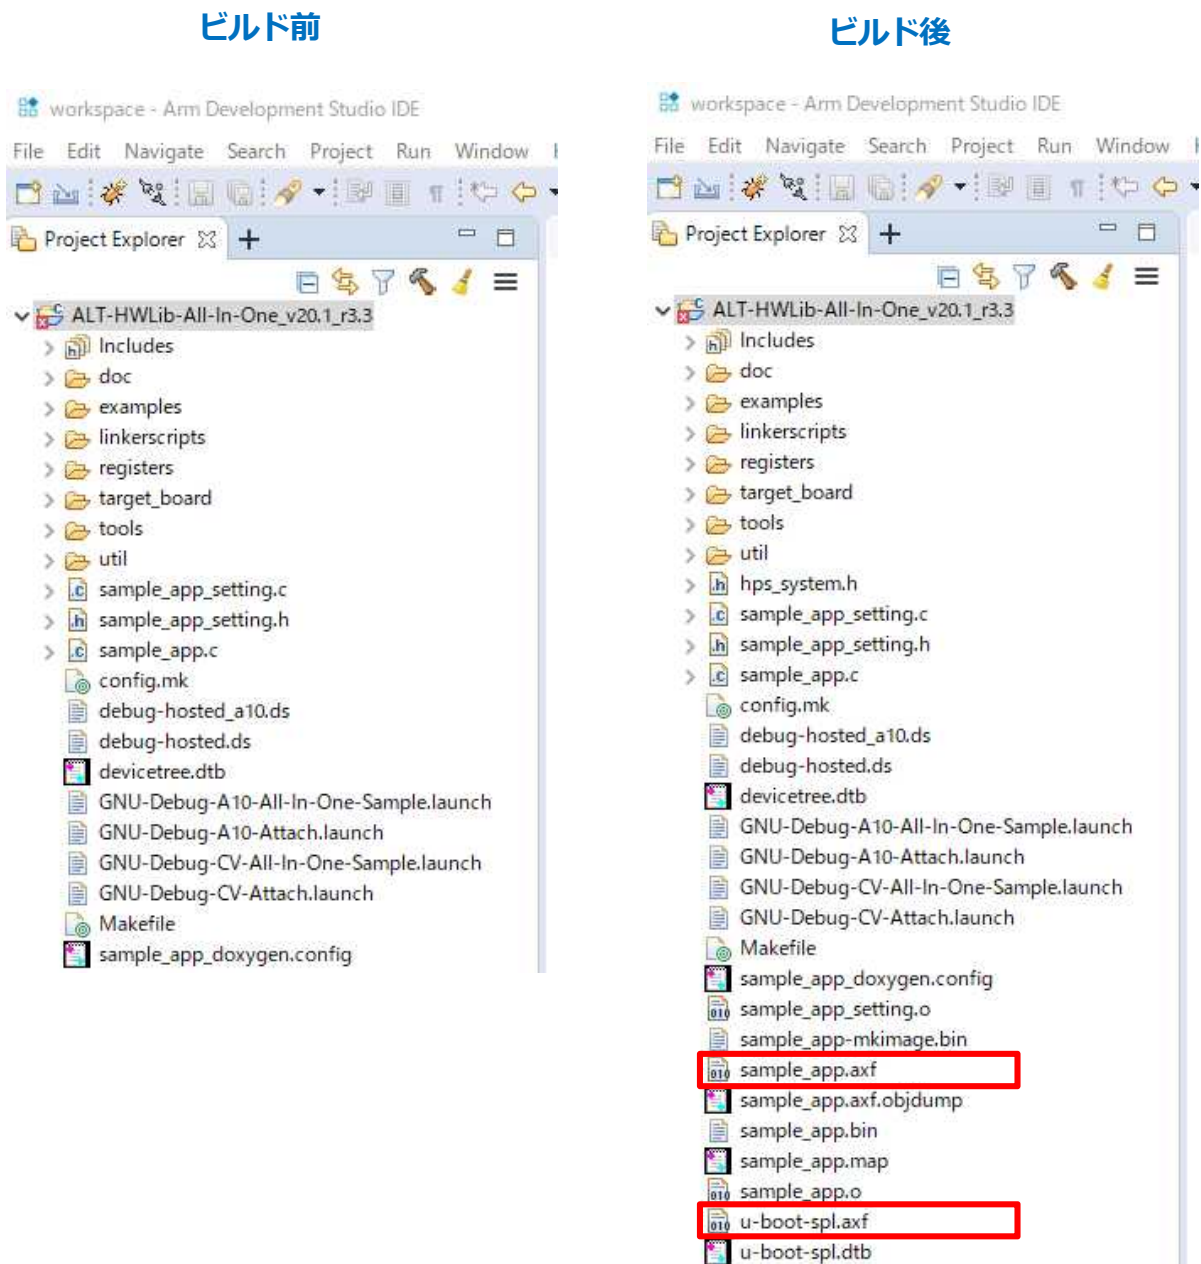 ビルド前
workspace - Arm Development Studio IDE
File Edit Navigate Search Project Run Window
Project Explorer
ALT-HWLib-All-In-One_v20.1_r3.3
Includes
doc
examples
linkerscripts
registers
target_board
tools
util
sample_app_setting.c
sample_app_setting.h
sample_app.c
config.mk
debug-hosted_a10.ds
debug-hosted.ds
devicetree.dtb
GNU-Debug-A10-All-In-One-Sample.launch
GNU-Debug-A10-Attach.launch
GNU-Debug-CV-All-In-One-Sample.launch
GNU-Debug-CV-Attach.launch
Makefile
sample_app_doxygen.config
ビルド後
workspace - Arm Development Studio IDE
File Edit Navigate Search Project Run Window
Project Explorer
ALT-HWLib-All-In-One_v20.1_r3.3
Includes
doc
examples
linkerscripts
registers
target_board
tools
util
hps_system.h
sample_app_setting.c
sample_app_setting.h
sample_app.c
config.mk
debug-hosted_a10.ds
debug-hosted.ds
devicetree.dtb
GNU-Debug-A10-All-In-One-Sample.launch
GNU-Debug-A10-Attach.launch
GNU-Debug-CV-All-In-One-Sample.launch
GNU-Debug-CV-Attach.launch
Makefile
sample_app_doxygen.config
sample_app_setting.o
sample_app-mkimage.bin
sample_app.axf
sample_app.axf.objdump
sample_app.bin
sample_app.map
sample_app.o
u-boot-spl.axf
u-boot-spl.dtb